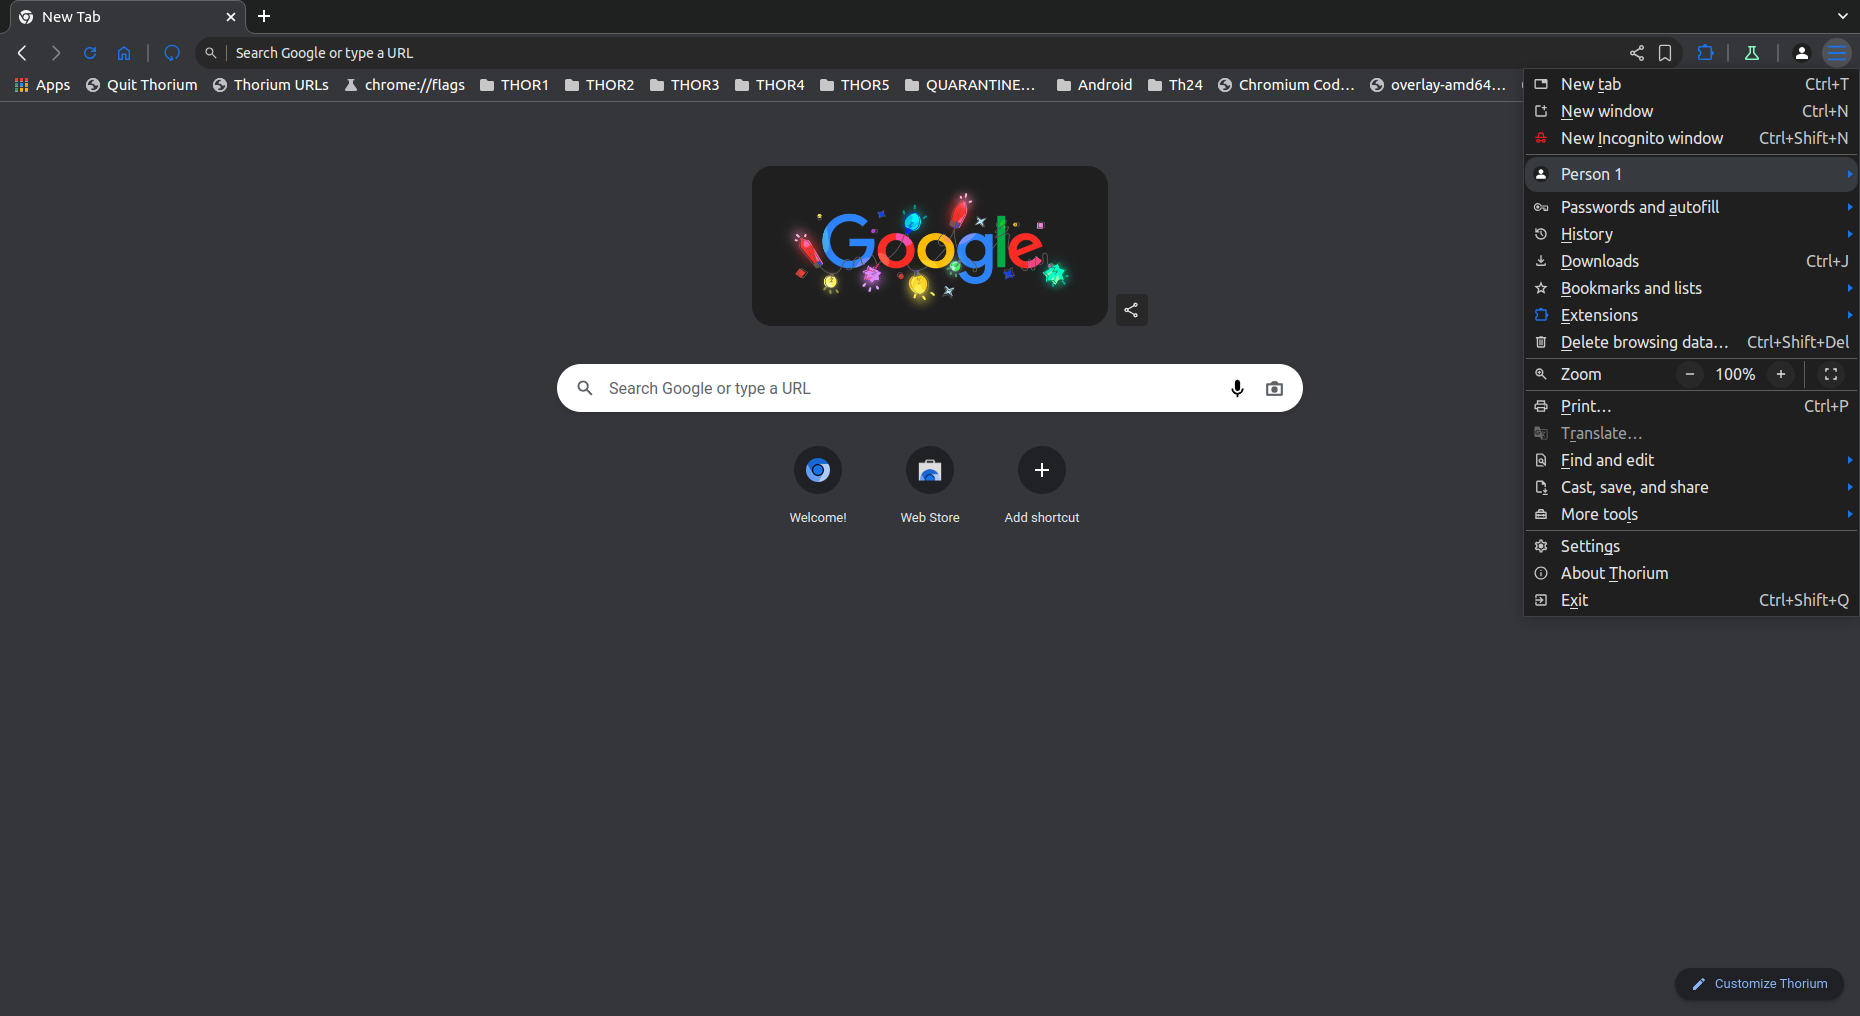 New Tab
Search Google or type a URL
Apps Quit Thorium Thorium URLs chrome://flags THOR1 THOR2 THOR3 THOR4 THOR5 QUARANTINE... Android Th24 Chromium Cod... overlay-amd64...
New tab Ctrl+T
New window Ctrl+N
New Incognito window Ctrl+Shift+N
Person 1
Passwords and autofill
History
Downloads Ctrl+J
Bookmarks and lists
Extensions
Delete browsing data... Ctrl+Shift+Del
Zoom − 100% +
Print... Ctrl+P
Translate...
Find and edit
Cast, save, and share
More tools
Settings
About Thorium
Exit Ctrl+Shift+Q
Google
Search Google or type a URL
Welcome! Web Store Add shortcut
Customize Thorium